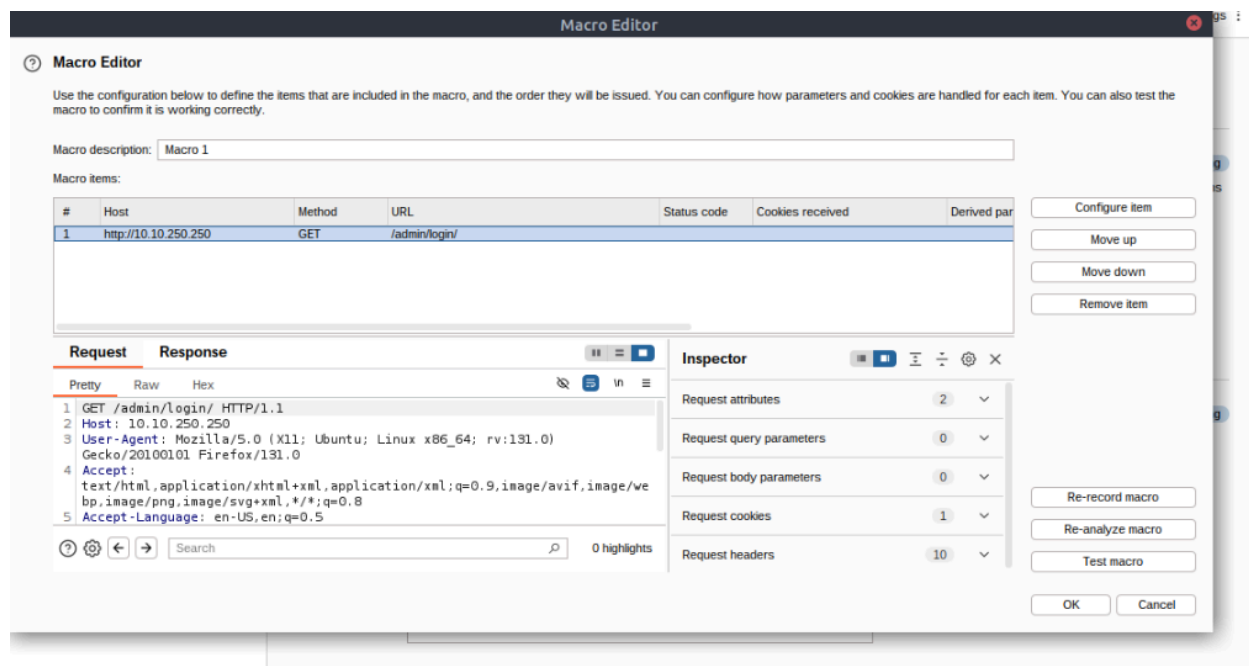 Macro Editor
gs
Macro Editor
Use the configuration below to define the items that are included in the macro, and the order they will be issued. You can configure how parameters and cookies are handled for each item. You can also test the
macro to confirm it is working correctly.
Macro description: Macro 1
Macro items:
# Host Method URL Status code Cookies received Derived par
1 http://10.10.250.250 GET /admin/login/
Configure item
Move up
Move down
Remove item
Request Response
Pretty Raw Hex \n
1 GET /admin/login/ HTTP/1.1
2 Host: 10.10.250.250
3 User-Agent: Mozilla/5.0 (X11; Ubuntu; Linux x86_64; rv:131.0)
Gecko/20100101 Firefox/131.0
4 Accept:
text/html,application/xhtml+xml,application/xml;q=0.9,image/avif,image/we
bp,image/png,image/svg+xml,*/*;q=0.8
5 Accept-Language: en-US,en;q=0.5
Search 0 highlights
Inspector
Request attributes 2
Request query parameters 0
Request body parameters 0
Request cookies 1
Request headers 10
Re-record macro
Re-analyze macro
Test macro
OK Cancel